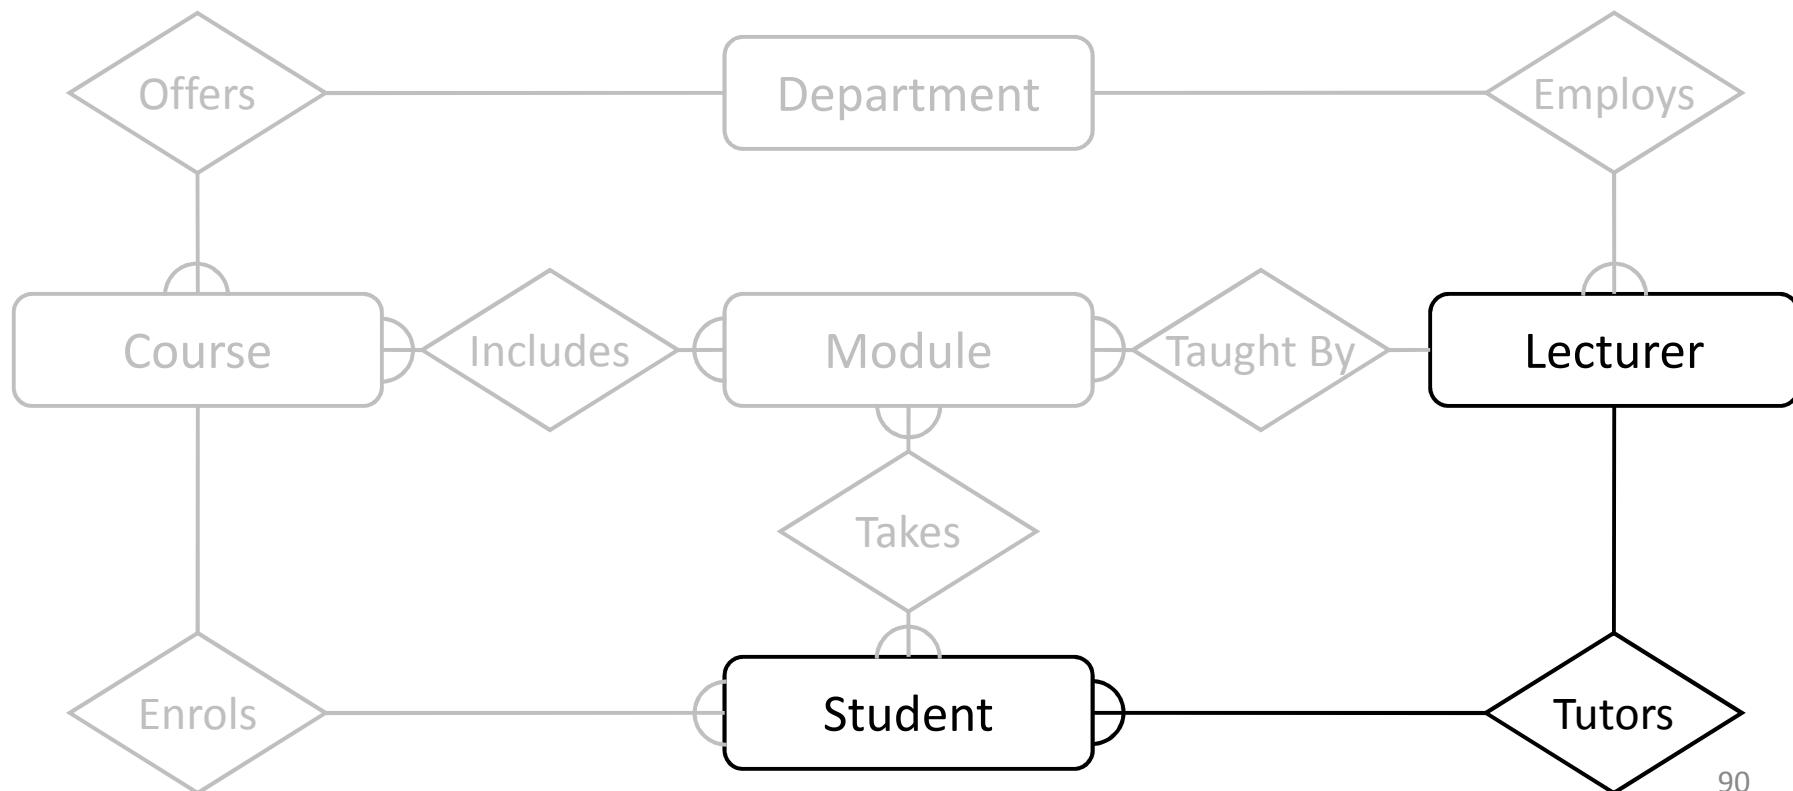 Offers
Department
Employs
Course
Includes
Module
Taught By
Lecturer
Takes
Enrols
Student
Tutors
90